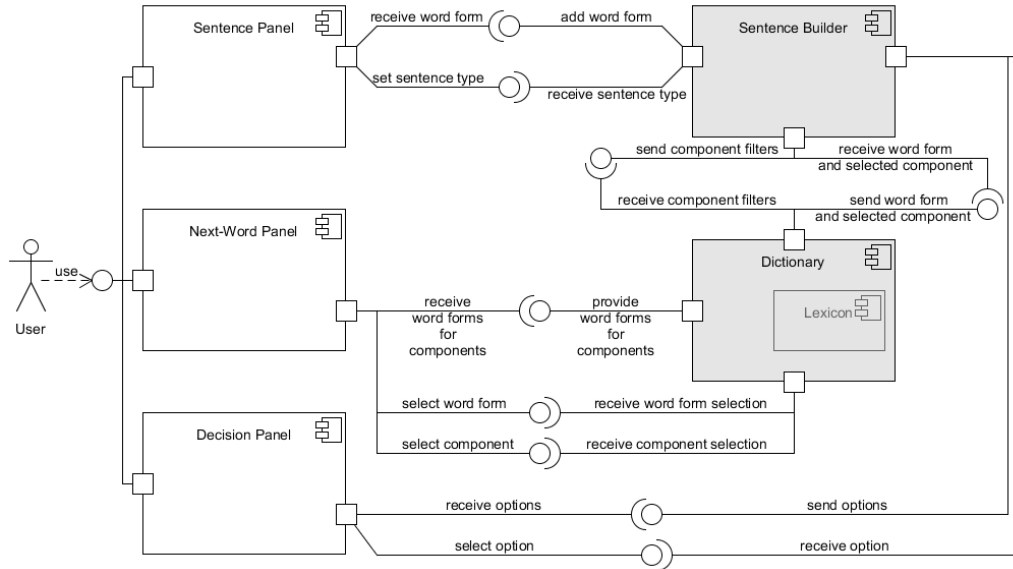 Sentence Panel
receive word form
add word form
Sentence Builder
set sentence type
receive sentence type
send component filters
receive word form
and selected component
receive component filters
send word form
and selected component
Next-Word Panel
Dictionary
use
User
receive
word forms
for
components
provide
word forms
for
components
Lexicon
select word form
receive word form selection
Decision Panel
select component
receive component selection
receive options
send options
select option
receive option